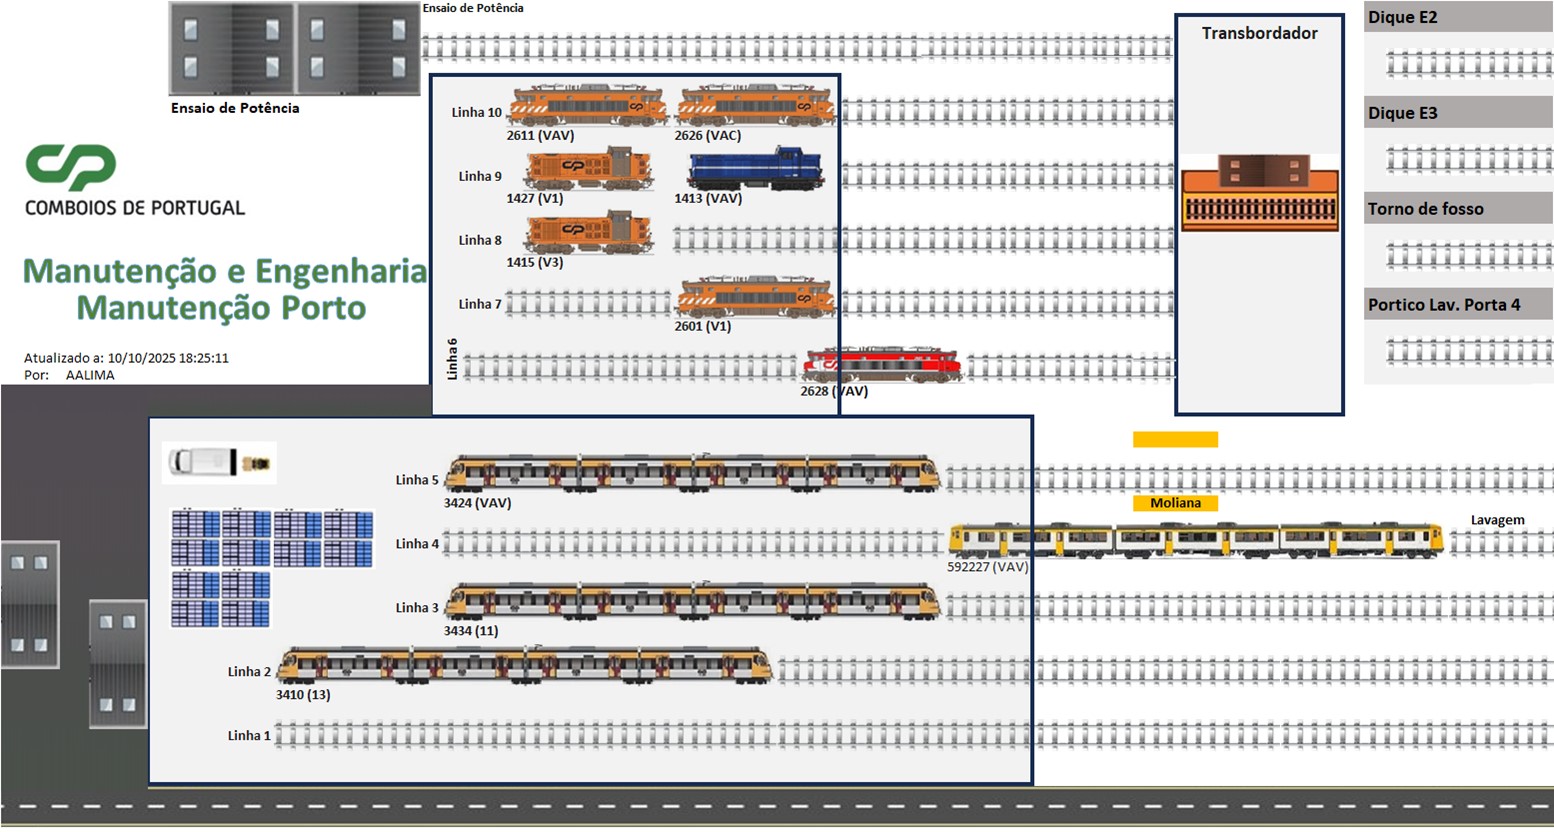 Ensaio de Potência
Ensaio de Potência
CP
COMBOIOS DE PORTUGAL
Manutenção e Engenharia
Manutenção Porto
Atualizado a: 10/10/2025 18:25:11
Por: AALIMA
Linha 10
2611 (VAV) 2626 (VAC)
Linha 9
1427 (V1) 1413 (VAV)
Linha 8
1415 (V3)
Linha 7
2601 (V1)
Linha 6
2628 (VAV)
Transbordador
Dique E2
Dique E3
Torno de fosso
Portico Lav. Porta 4
Linha 5
3424 (VAV)
Moliana
Lavagem
Linha 4
592227 (VAV)
Linha 3
3434 (11)
Linha 2
3410 (13)
Linha 1